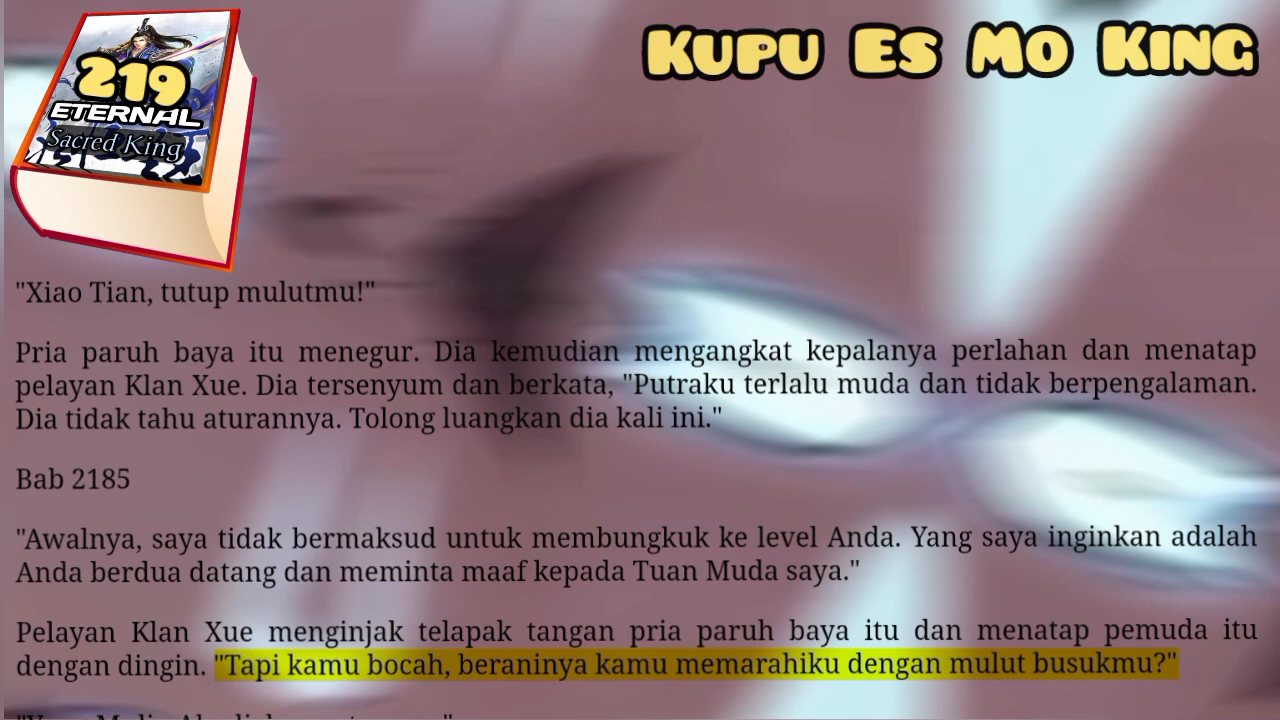 219
ETERNAL
Sacred King
KUPU ES MO KING
"Xiao Tian, tutup mulutmu!"
Pria paruh baya itu menegur. Dia kemudian mengangkat kepalanya perlahan dan menatap
pelayan Klan Xue. Dia tersenyum dan berkata, "Putraku terlalu muda dan tidak berpengalaman.
Dia tidak tahu aturannya. Tolong luangkan dia kali ini."
Bab 2185
"Awalnya, saya tidak bermaksud untuk membungkuk ke level Anda. Yang saya inginkan adalah
Anda berdua datang dan meminta maaf kepada Tuan Muda saya."
Pelayan Klan Xue menginjak telapak tangan pria paruh baya itu dan menatap pemuda itu
dengan dingin. "Tapi kamu bocah, beraninya kamu memarahiku dengan mulut busukmu?"